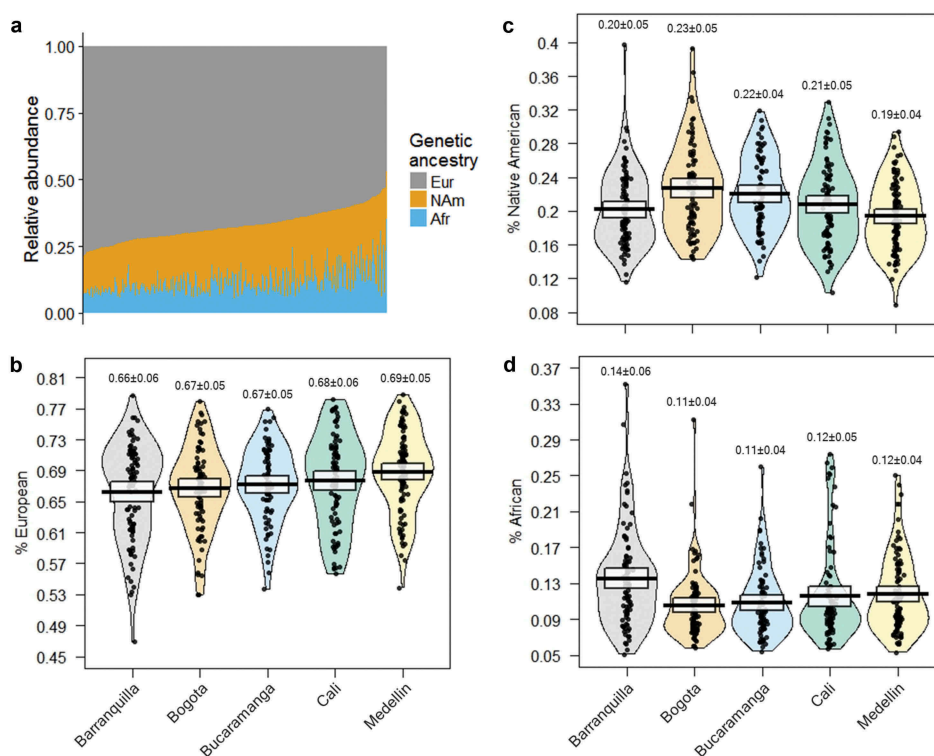 a
1.00
0.75
0.50
0.25
0.00
Relative abundance
Genetic
ancestry
Eur
NAm
Afr
b
0.81
0.77
0.73
0.69
0.65
0.61
0.57
0.53
0.49
0.45
% European
0.66±0.06
0.67±0.05
0.67±0.05
0.68±0.06
0.69±0.05
Barranquilla
Bogota
Bucaramanga
Cali
Medellin
c
0.4
0.36
0.32
0.28
0.24
0.2
0.16
0.12
0.08
% Native American
0.20±0.05
0.23±0.05
0.22±0.04
0.21±0.05
0.19±0.04
d
0.37
0.33
0.29
0.25
0.21
0.17
0.13
0.09
0.05
% African
0.14±0.06
0.11±0.04
0.11±0.04
0.12±0.05
0.12±0.04
Barranquilla
Bogota
Bucaramanga
Cali
Medellin